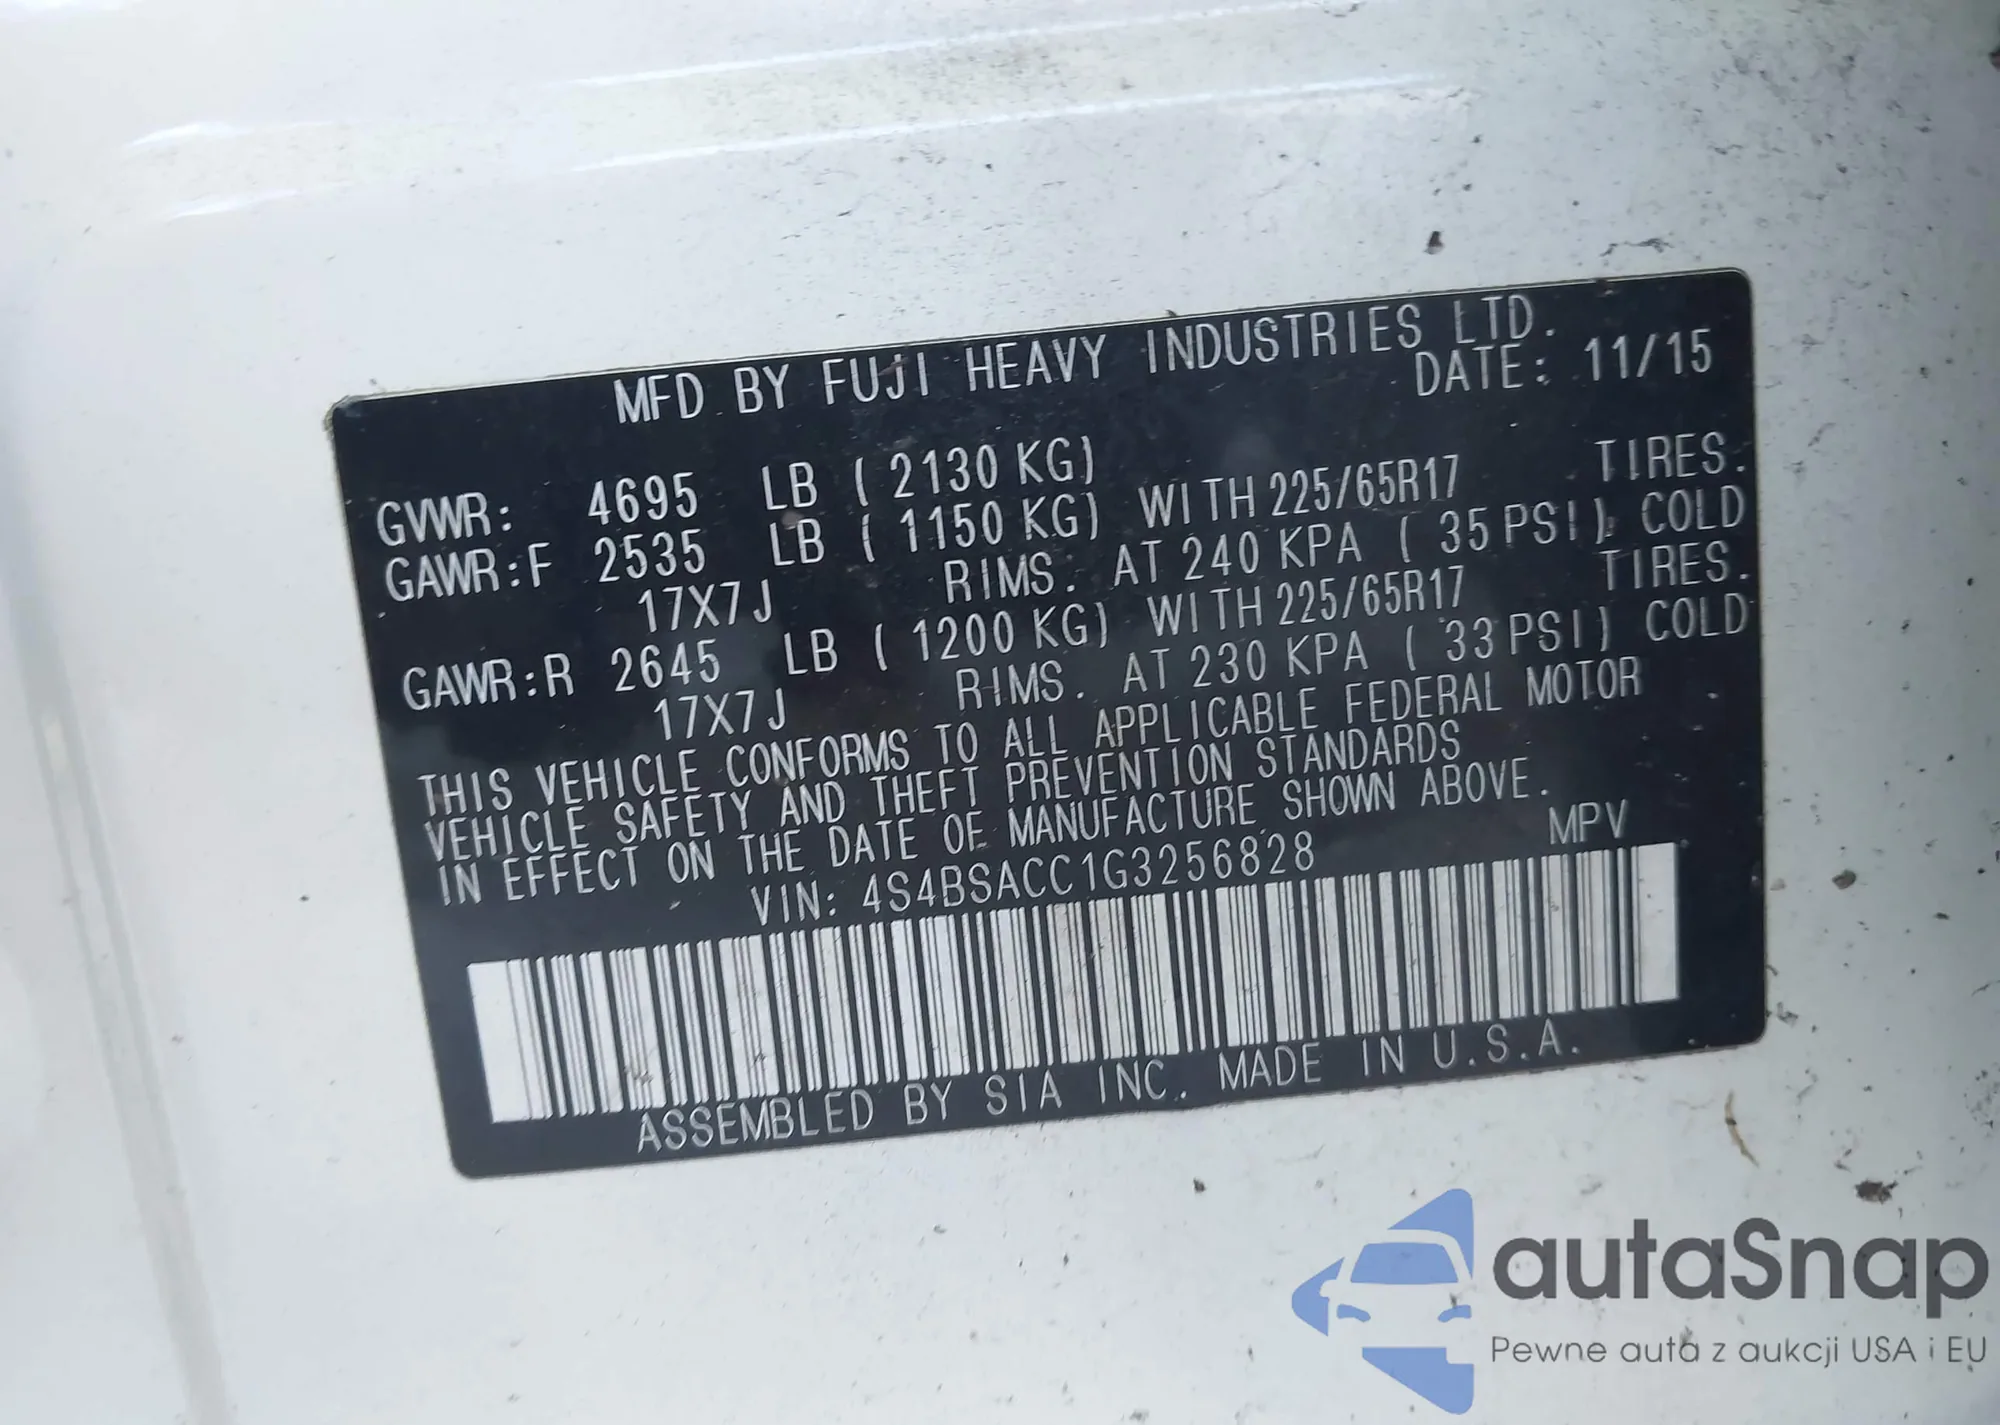 MFD BY FUJI HEAVY INDUSTRIES LTD.
DATE: 11/15
GVWR: 4695 LB ( 2130 KG)
GAWR:F 2535 LB ( 1150 KG) WITH 225/65R17 TIRES.
17X7J RIMS. AT 240 KPA ( 35 PSI). COLD
GAWR:R 2645 LB ( 1200 KG) WITH 225/65R17 TIRES.
17X7J RIMS. AT 230 KPA ( 33 PSI) COLD
THIS VEHICLE CONFORMS TO ALL APPLICABLE FEDERAL MOTOR
VEHICLE SAFETY AND THEFT PREVENTION STANDARDS
IN EFFECT ON THE DATE OF MANUFACTURE SHOWN ABOVE.
VIN: 4S4BSACC1G3256828 MPV
ASSEMBLED BY SIA INC. MADE IN U.S.A.
autaSnap
Pewne auta z aukcji USA i EU